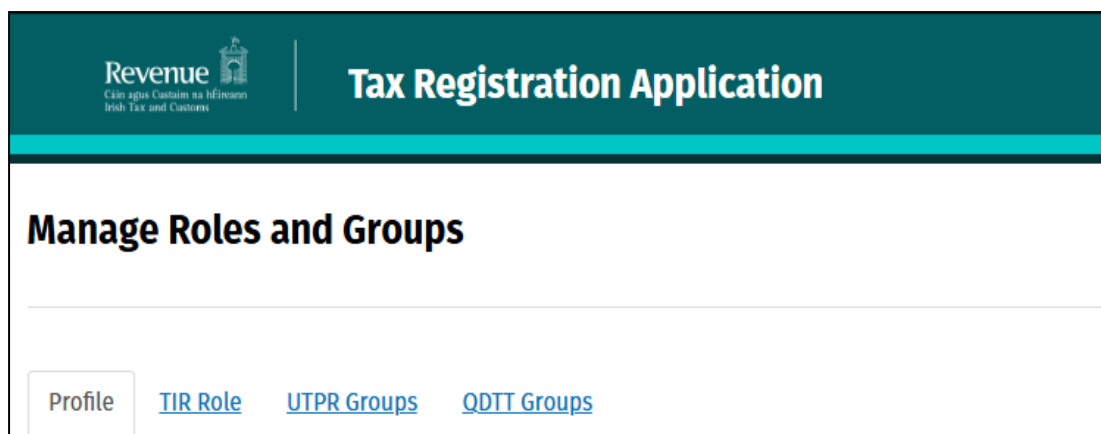 Revenue
Cáin agus Custaim na hÉireann
Irish Tax and Customs
Tax Registration Application
Manage Roles and Groups
Profile TIR Role UTPR Groups QDTT Groups